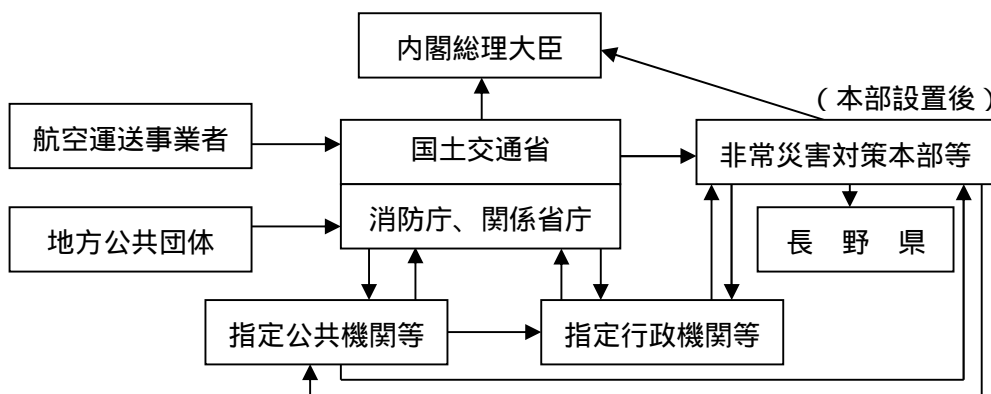 内閣総理大臣
（本部設置後）
航空運送事業者
国土交通省
非常災害対策本部等
地方公共団体
消防庁、関係省庁
長　野　県
指定公共機関等
指定行政機関等